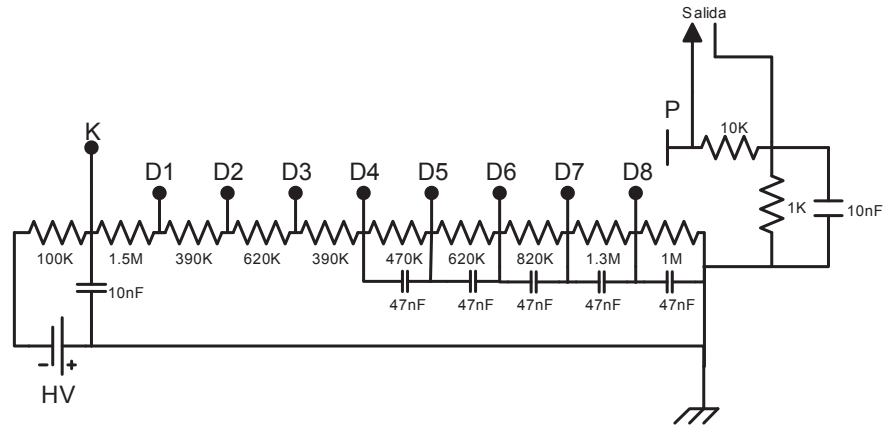 Salida
P
10K
K
D1 D2 D3 D4 D5 D6 D7 D8
1K 10nF
100K 1.5M 390K 620K 390K 470K 620K 820K 1.3M 1M
10nF
47nF 47nF 47nF 47nF 47nF
- +
HV